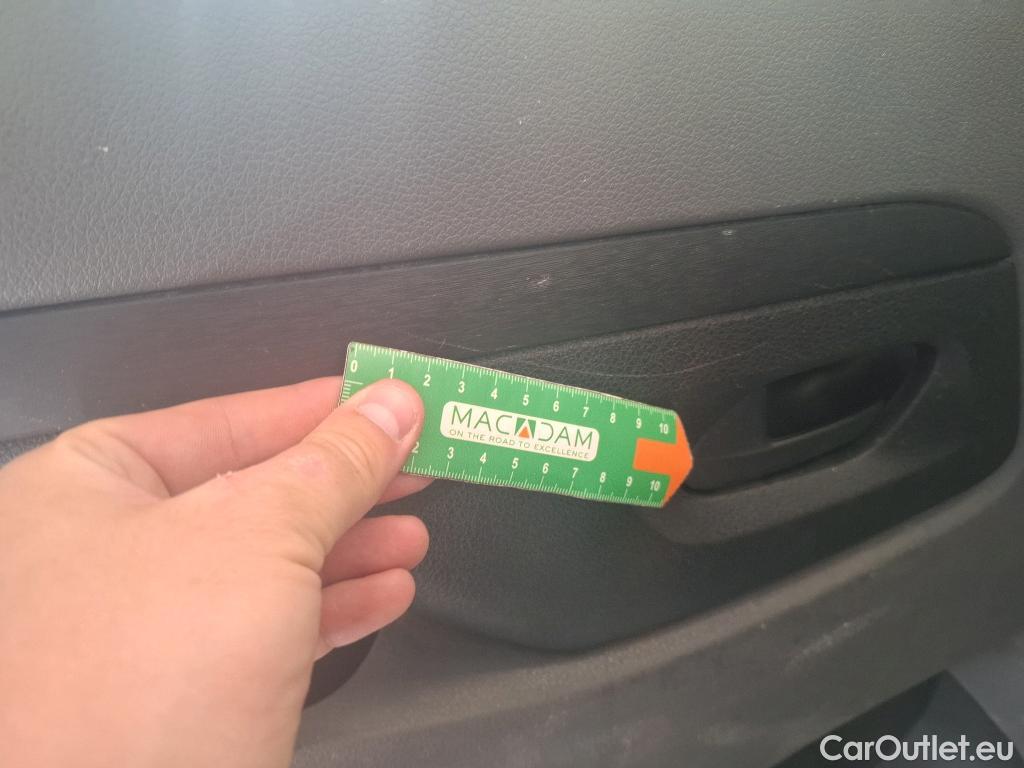 0 1 2 3 4 5 6 7 8 9 10
MACADAM
ON THE ROAD TO EXCELLENCE
2 3 4 5 6 7 8 9 10
CarOutlet.eu